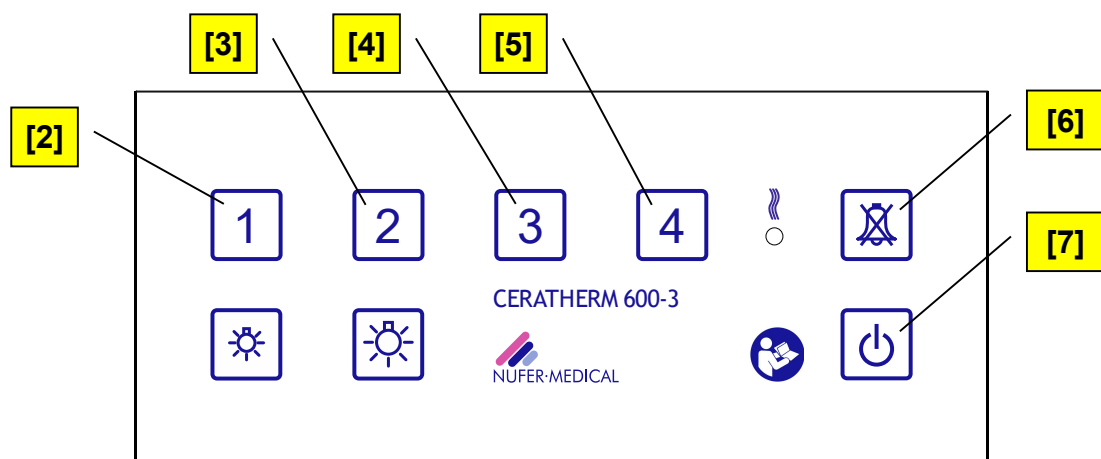 [3] [4] [5]
[2] [6]
1 2 3 4
[7]
CERATHERM 600-3
NUFER·MEDICAL